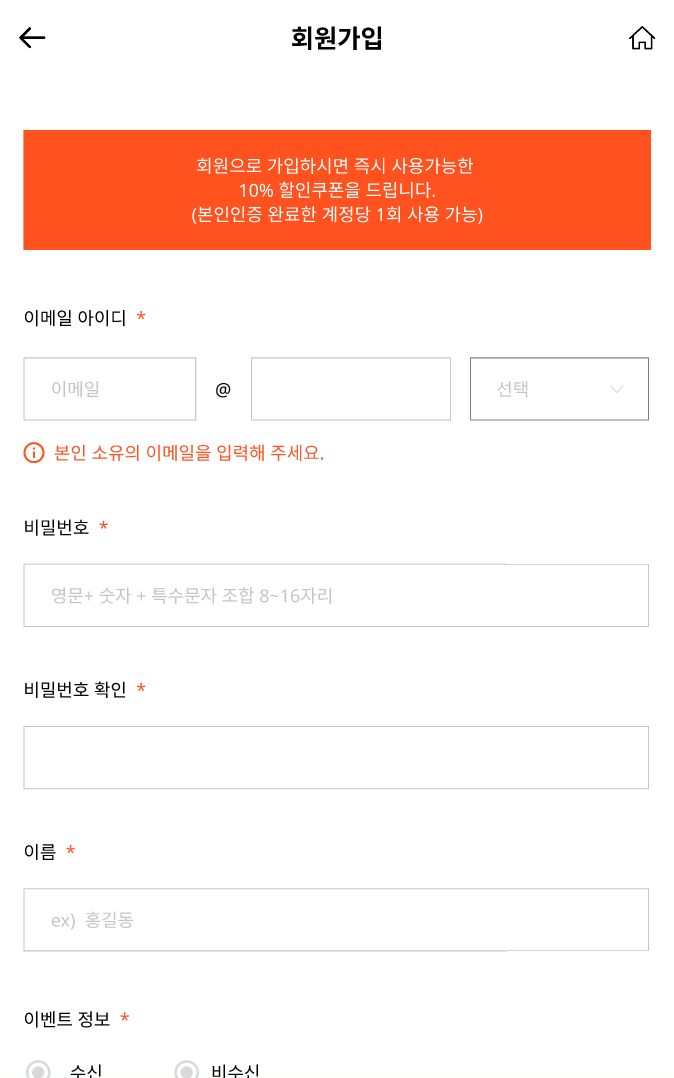 회원가입
회원으로 가입하시면 즉시 사용가능한
10% 할인쿠폰을 드립니다.
(본인인증 완료한 계정당 1회 사용 가능)
이메일 아이디 *
이메일 @ 선택
본인 소유의 이메일을 입력해 주세요.
비밀번호 *
영문+ 숫자 + 특수문자 조합 8~16자리
비밀번호 확인 *
이름 *
ex) 홍길동
이벤트 정보 *
수신 비수신